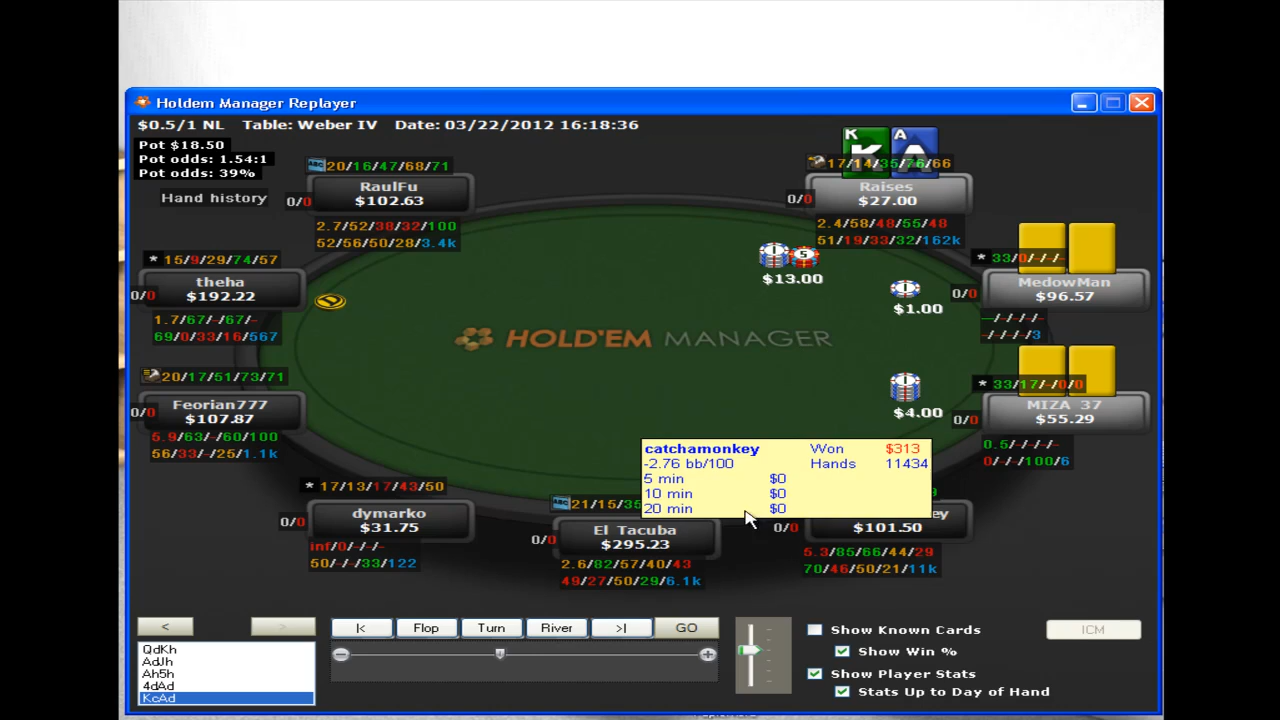 Holdem Manager Replayer
$0.5/1 NL Table: Weber IV Date: 03/22/2012 16:18:36
Pot $18.50
Pot odds: 1.54:1
Pot odds: 39%
Hand history
ABC 20/16/47/68/71
RaulFu
$102.63
0/0
2.7/52/38/32/100
52/56/50/28/3.4k
K A
K A
17/14/35/76/66
Raises
$27.00
0/0
2.4/58/48/55/48
51/19/33/32/162k
* 15/9/29/74/57
theha
$192.22
0/0
1.7/67/-/67/-
69/0/33/16/567
D
1 5
$13.00
1
$1.00
* 33/0/-/-/-
MedowMan
$96.57
0/0
-/-/-/-/-
-/-/-/-/3
HOLD'EM MANAGER
20/17/51/73/71
Feorian777
$107.87
0/0
5.9/63/-/60/100
56/33/-/25/1.1k
1
$4.00
* 33/17/-/0/0
MIZA 37
$55.29
0/0
0.5/-/-/-/-
0/-/-/100/6
catchamonkey Won $313
-2.76 bb/100 Hands 11434
5 min $0
10 min $0
20 min $0
* 17/13/17/43/50
dymarko
$31.75
0/0
inf/0/-/-/-
50/-/-/33/122
ABC 21/15/35
El Tacuba
$295.23
0/0
2.6/82/57/40/43
49/27/50/29/6.1k
9
ey
$101.50
0/0
5.3/85/66/44/29
70/46/50/21/11k
< >
|< Flop Turn River >| GO
QdKh
AdJh
Ah5h
4dAd
KcAd
Show Known Cards
Show Win %
Show Player Stats
Stats Up to Day of Hand
ICM